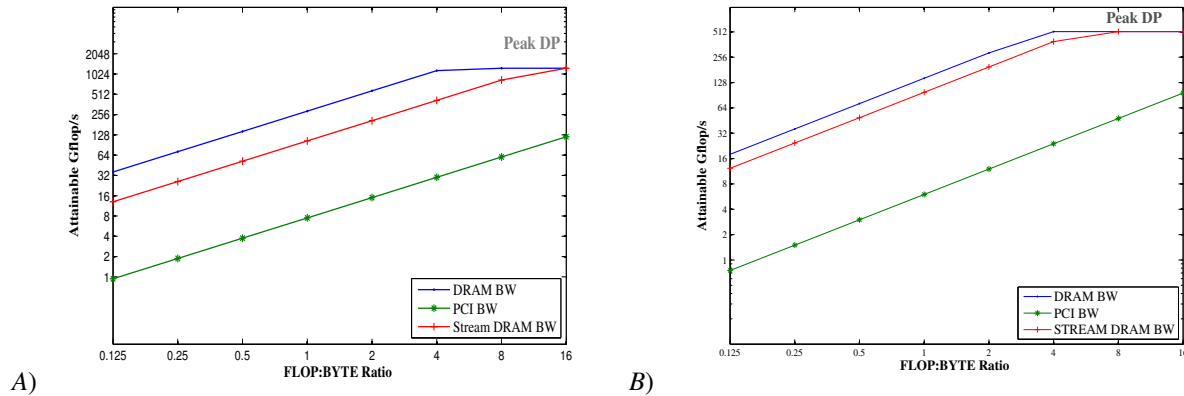 Peak DP
2048
1024
512
256
128
64
32
16
8
4
2
1
Attainable Gflop/s
DRAM BW
PCI BW
Stream DRAM BW
0.125 0.25 0.5 1 2 4 8 16
FLOP:BYTE Ratio
A)
Peak DP
512
256
128
64
32
16
8
4
2
1
Attainable Gflop/s
DRAM BW
PCI BW
STREAM DRAM BW
0.125 0.25 0.5 1 2 4 8 16
FLOP:BYTE Ratio
B)